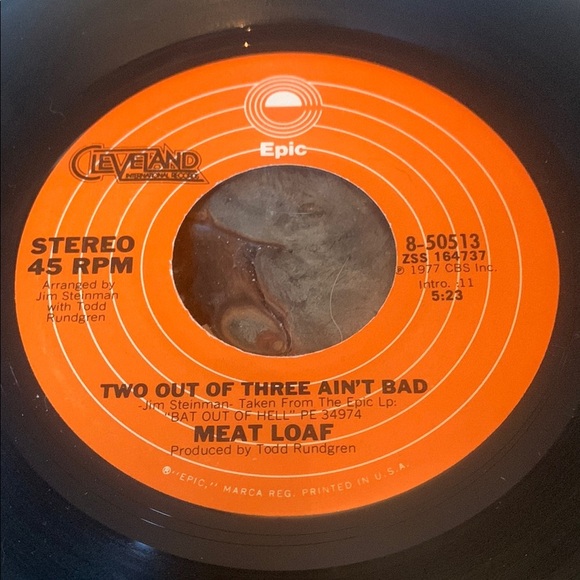 Epic
CLEVELAND
INTERNATIONAL RECORDS
STEREO
45 RPM
Arranged by
Jim Steinman
with Todd
Rundgren
8-50513
ZSS 164737
℗ 1977 CBS Inc.
Intro. :11
5:23
TWO OUT OF THREE AIN'T BAD
-Jim Steinman- Taken From The Epic Lp:
"BAT OUT OF HELL" PE 34974
MEAT LOAF
Produced by Todd Rundgren
®"EPIC," MARCA REG. PRINTED IN U.S.A.